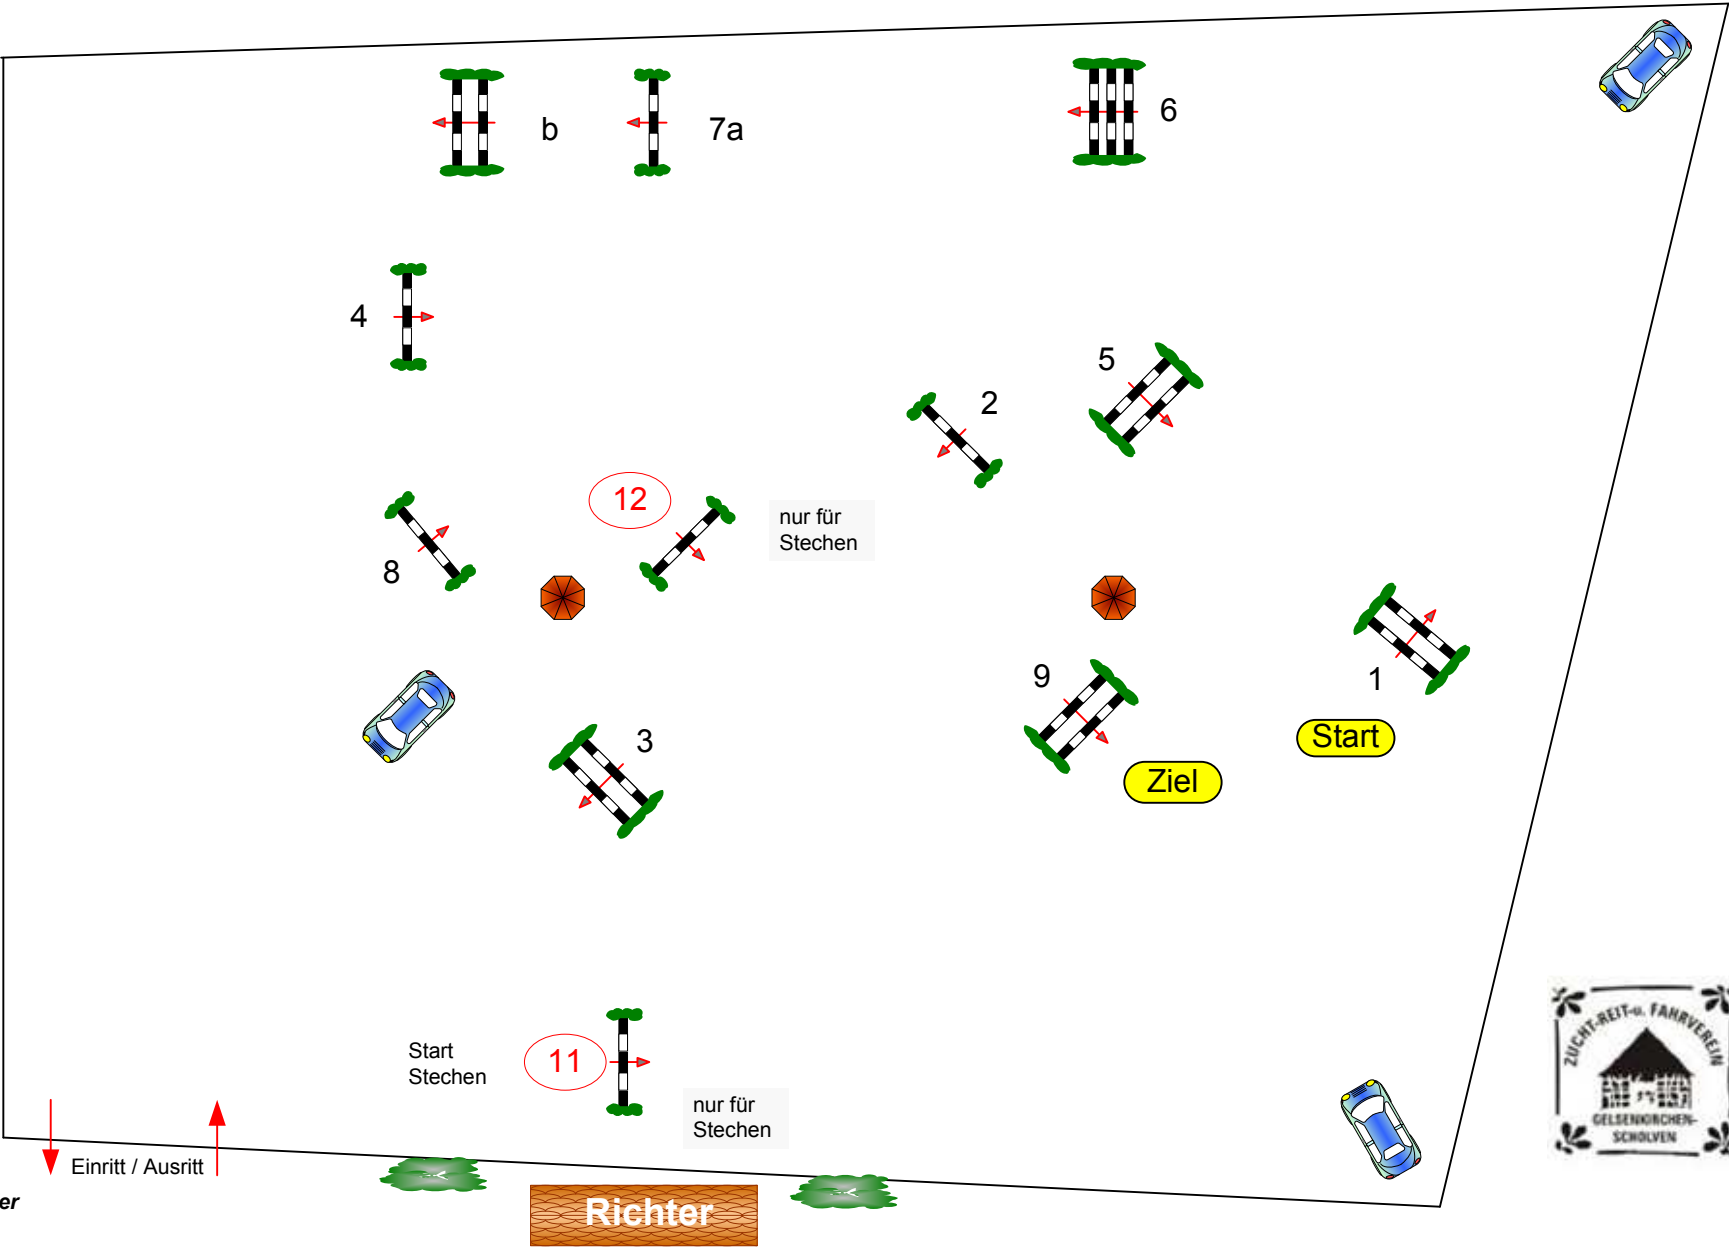 b
7a
6
4
5
2
12
nur für
Stechen
8
1
9
3
Start
Ziel
Start
Stechen
11
nur für
Stechen
Einritt / Ausritt
er
Richter
ZUCHT-REIT-u. FAHRVEREIN
GELSENKIRCHEN-
SCHOLVEN